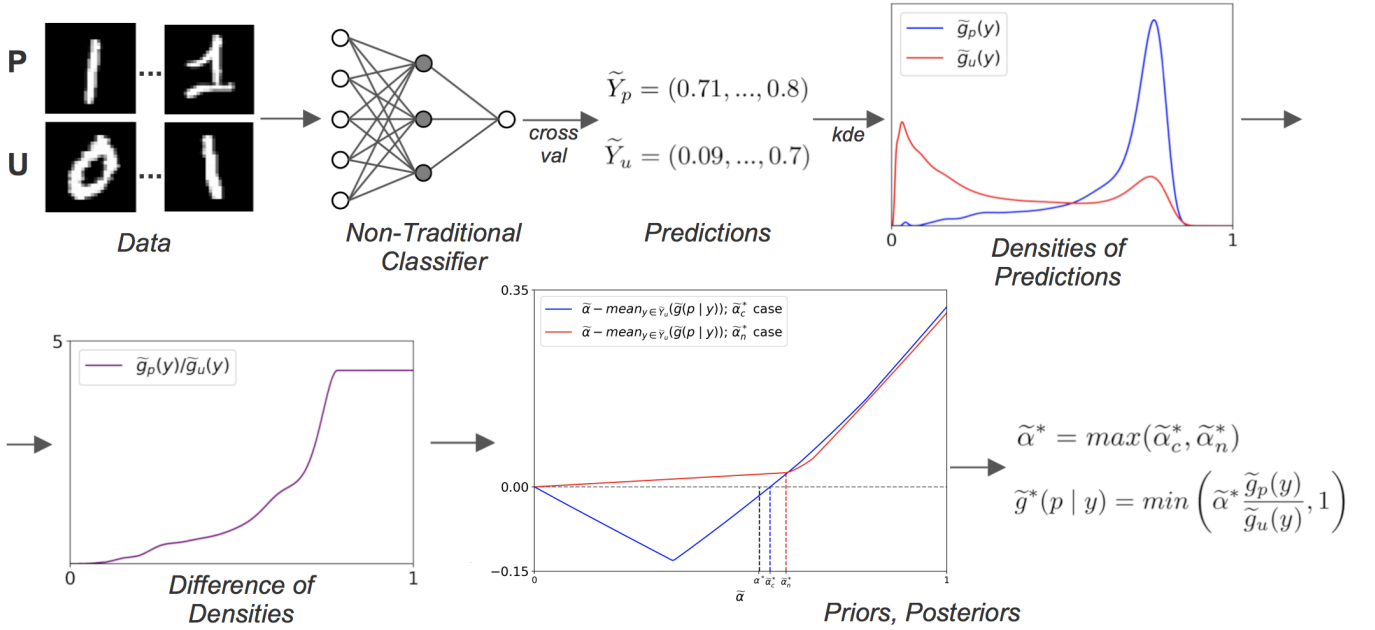 P
...
U
...
Data
Non-Traditional
Classifier
cross
val
Ỹ_p = (0.71, ..., 0.8)
Ỹ_u = (0.09, ..., 0.7)
Predictions
kde
g̃_p(y)
g̃_u(y)
0 1
Densities of
Predictions
5
g̃_p(y)/g̃_u(y)
0 1
Difference of
Densities
0.35
α̃ − mean_{y∈Ỹ_u}(g̃(p | y)); α̃*_c case
α̃ − mean_{y∈Ỹ_u}(g̃(p | y)); α̃*_n case
0.00
−0.15
0 α* α̃*_c α̃*_n 1
α̃
Priors, Posteriors
α̃* = max(α̃*_c, α̃*_n)
g̃*(p | y) = min(α̃* g̃_p(y)/g̃_u(y), 1)